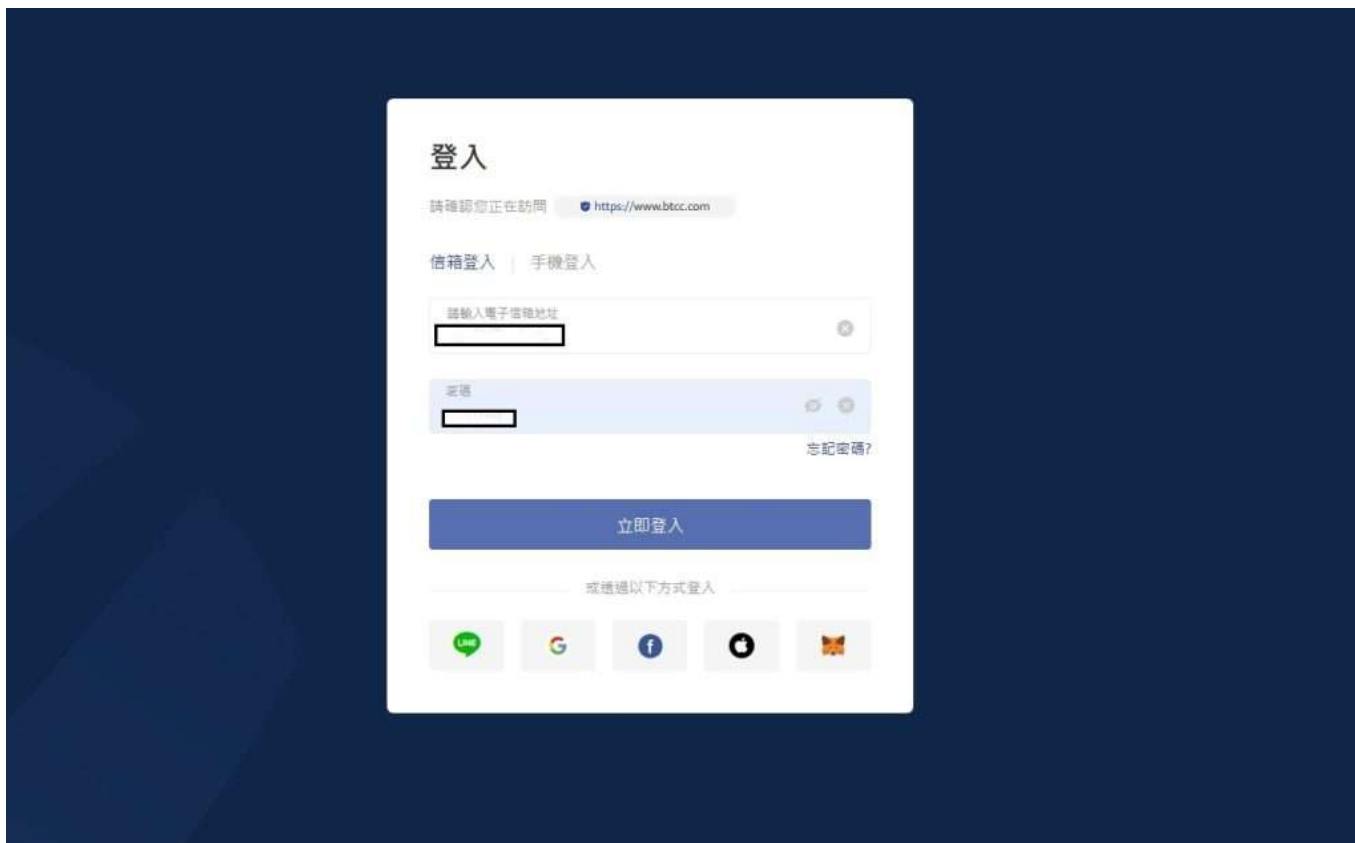 登入
請確認您正在訪問 https://www.btcc.com
信箱登入 | 手機登入
請輸入電子信箱地址
密碼
忘記密碼?
立即登入
或透過以下方式登入
LINE